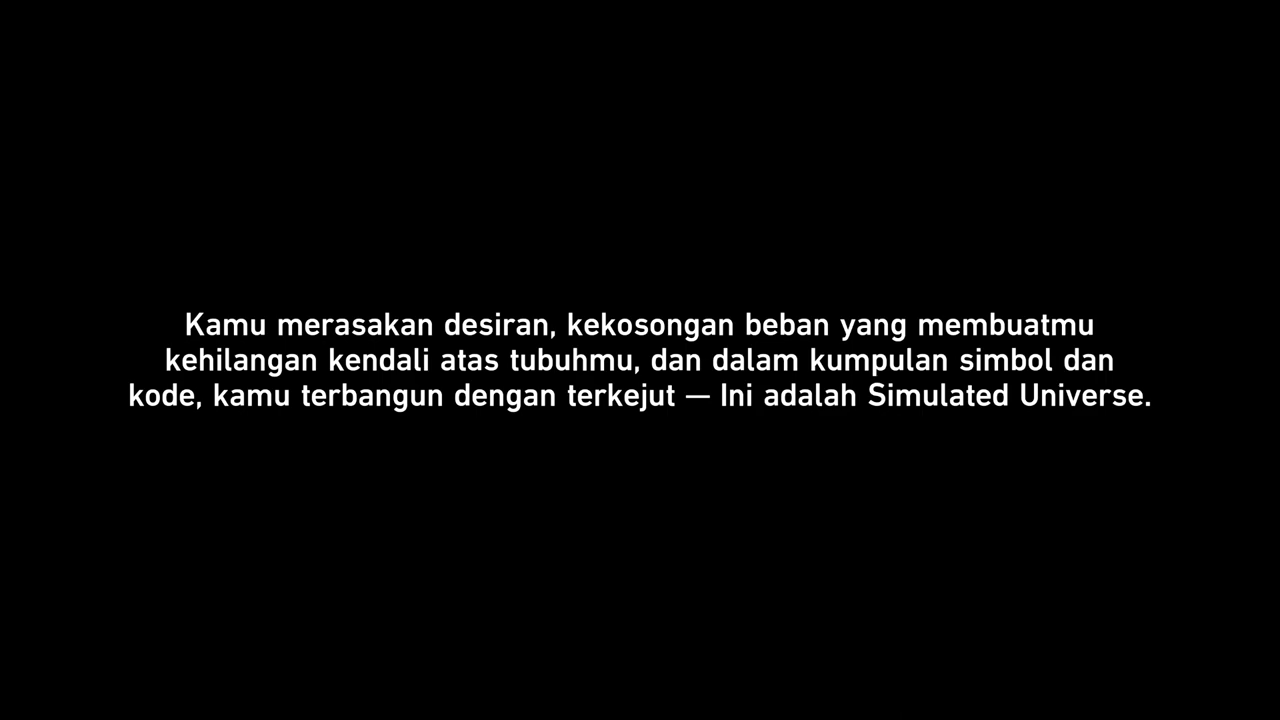 Kamu merasakan desiran, kekosongan beban yang membuatmu
kehilangan kendali atas tubuhmu, dan dalam kumpulan simbol dan
kode, kamu terbangun dengan terkejut — Ini adalah Simulated Universe.